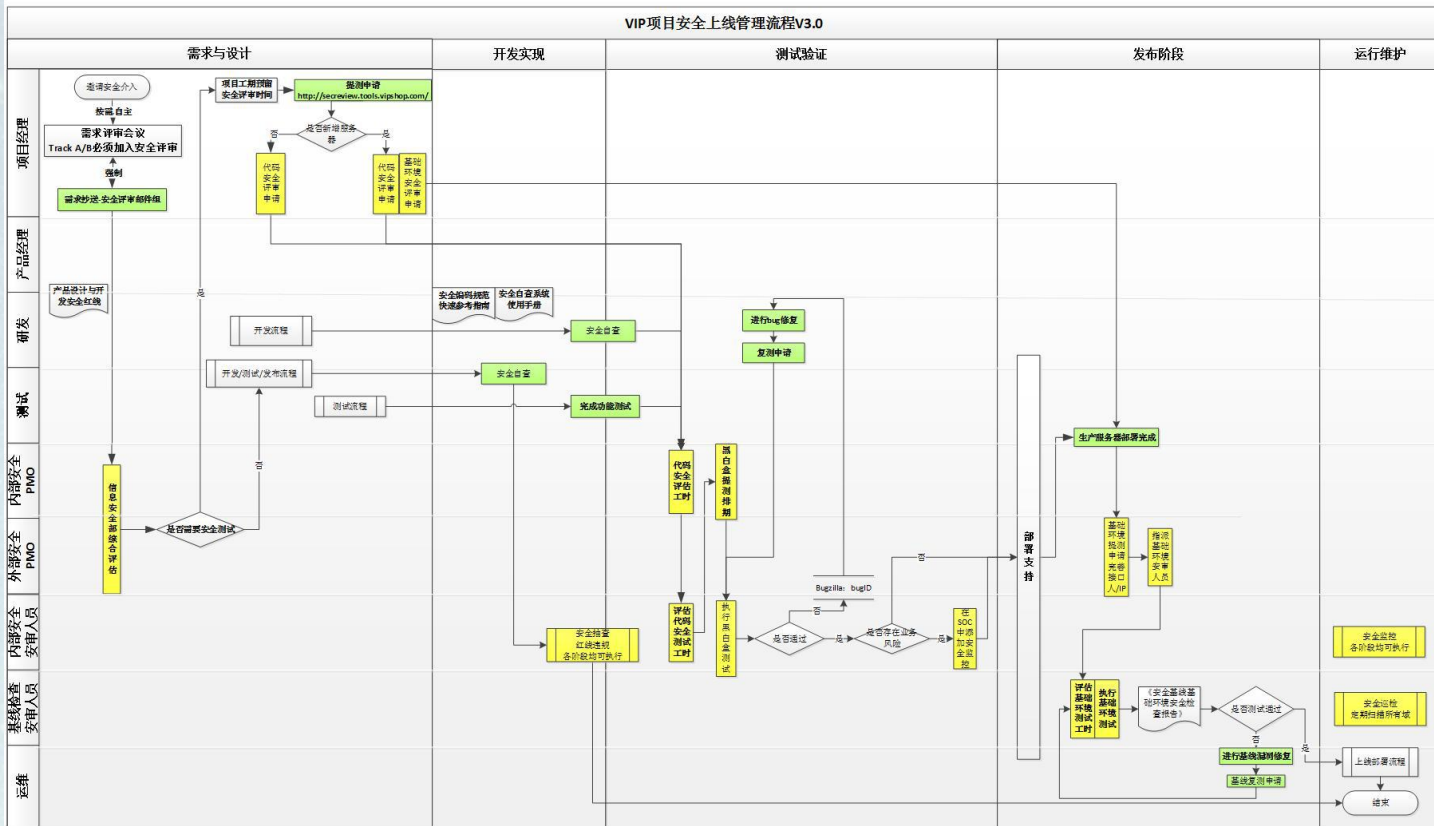 VIP项目安全上线管理流程V3.0
需求与设计
开发实现
测试验证
发布阶段
运行维护
项目经理
产品经理
研发
测试
内部安全
PMO
外部安全
PMO
内部安全
安审人员
基线检查
安审人员
运维
邀请安全介入
按需 自主
需求评审会议
Track A/B必须加入安全评审
强制
需求抄送-安全评审邮件组
产品设计与开
发安全红线
信息安全部综合评估
是否需要安全测试
是
否
项目工期预留
安全评审时间
提测申请
http://secreview.tools.vipshop.com/
是否新增服务
器
否
是
代码安全评审申请
代码安全评审申请
基础环境安全评审申请
开发流程
开发/测试/发布流程
测试流程
安全编码规范
快速参考指南
安全自查系统
使用手册
安全自查
安全自查
完成功能测试
安全抽查
红线违规
各阶段均可执行
代码安全评估工时
评估代码安全测试工时
黑白盒提测排期
执行黑白盒测试
进行bug修复
复测申请
Bugzilla：bugID
是否通过
否
是
是否存在业务
风险
否
是
在SOC中添加安全监控
部署支持
生产服务器部署完成
基础环境提测申请完善接口人/IP
指派基础环境安审人员
评估基础环境测试工时
执行基础环境测试
《安全基线基
础环境安全检
查报告》
是否测试通过
否
是
进行基线漏洞修复
基线复测申请
安全监控
各阶段均可执行
安全巡检
定期扫描所有域
上线部署流程
结束